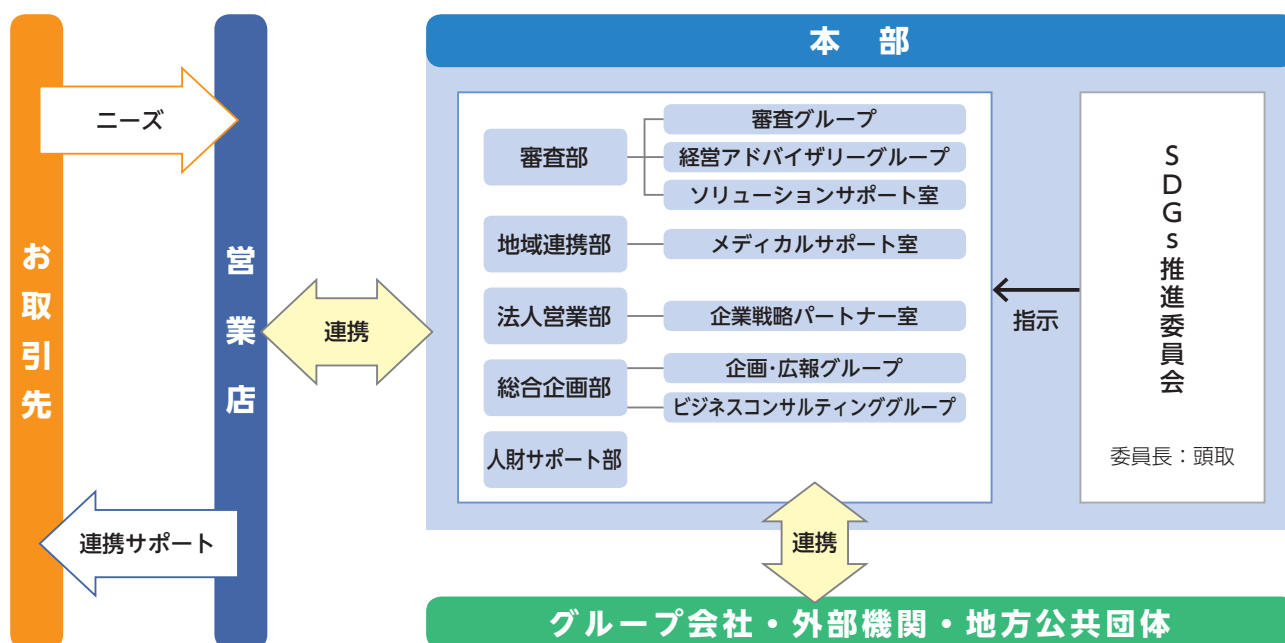 お取引先
営業店
ニーズ
連携サポート
連携
本部
審査部
審査グループ
経営アドバイザリーグループ
ソリューションサポート室
地域連携部
メディカルサポート室
法人営業部
企業戦略パートナー室
総合企画部
企画・広報グループ
ビジネスコンサルティンググループ
人財サポート部
指示
SDGs推進委員会
委員長：頭取
連携
グループ会社・外部機関・地方公共団体